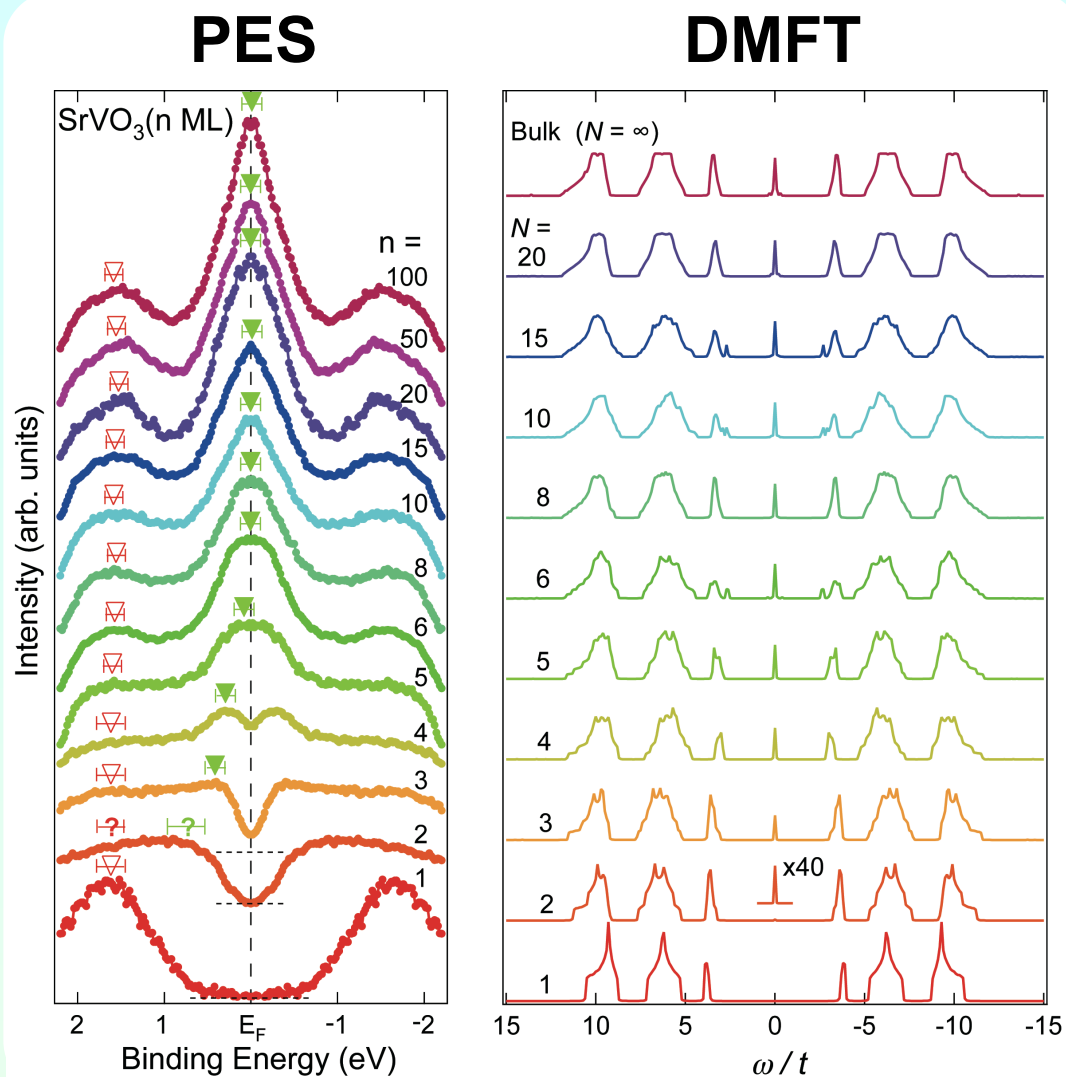 PES
DMFT
SrVO3(n ML)
n =
100
50
20
15
10
8
6
5
4
3
2
1
? ?
Intensity (arb. units)
2 1 EF -1 -2
Binding Energy (eV)
Bulk (N = ∞)
N =
20
15
10
8
6
5
4
3
2
x40
1
15 10 5 0 -5 -10 -15
ω / t